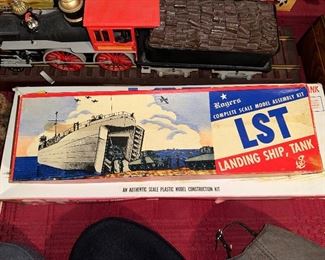 Rogers
COMPLETE SCALE MODEL ASSEMBLY KIT
LST
LANDING SHIP, TANK
AN AUTHENTIC SCALE PLASTIC MODEL CONSTRUCTION KIT